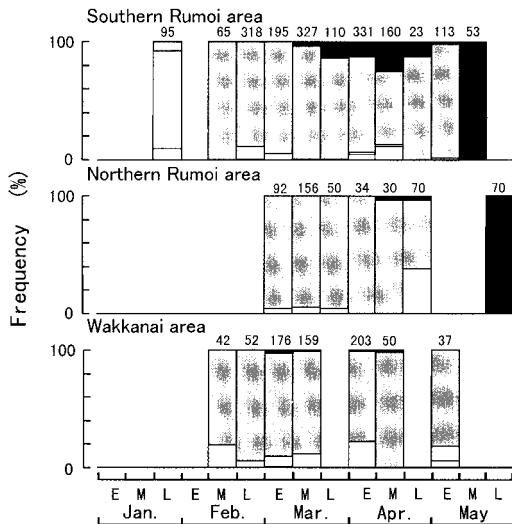 Southern Rumoi area
95 65 318 195 327 110 331 160 23 113 53
100
0
Northern Rumoi area
92 156 50 34 30 70 70
100
0
Wakkanai area
42 52 176 159 203 50 37
100
0
Frequency (%)
E M L E M L E M L E M L E M L
Jan. Feb. Mar. Apr. May